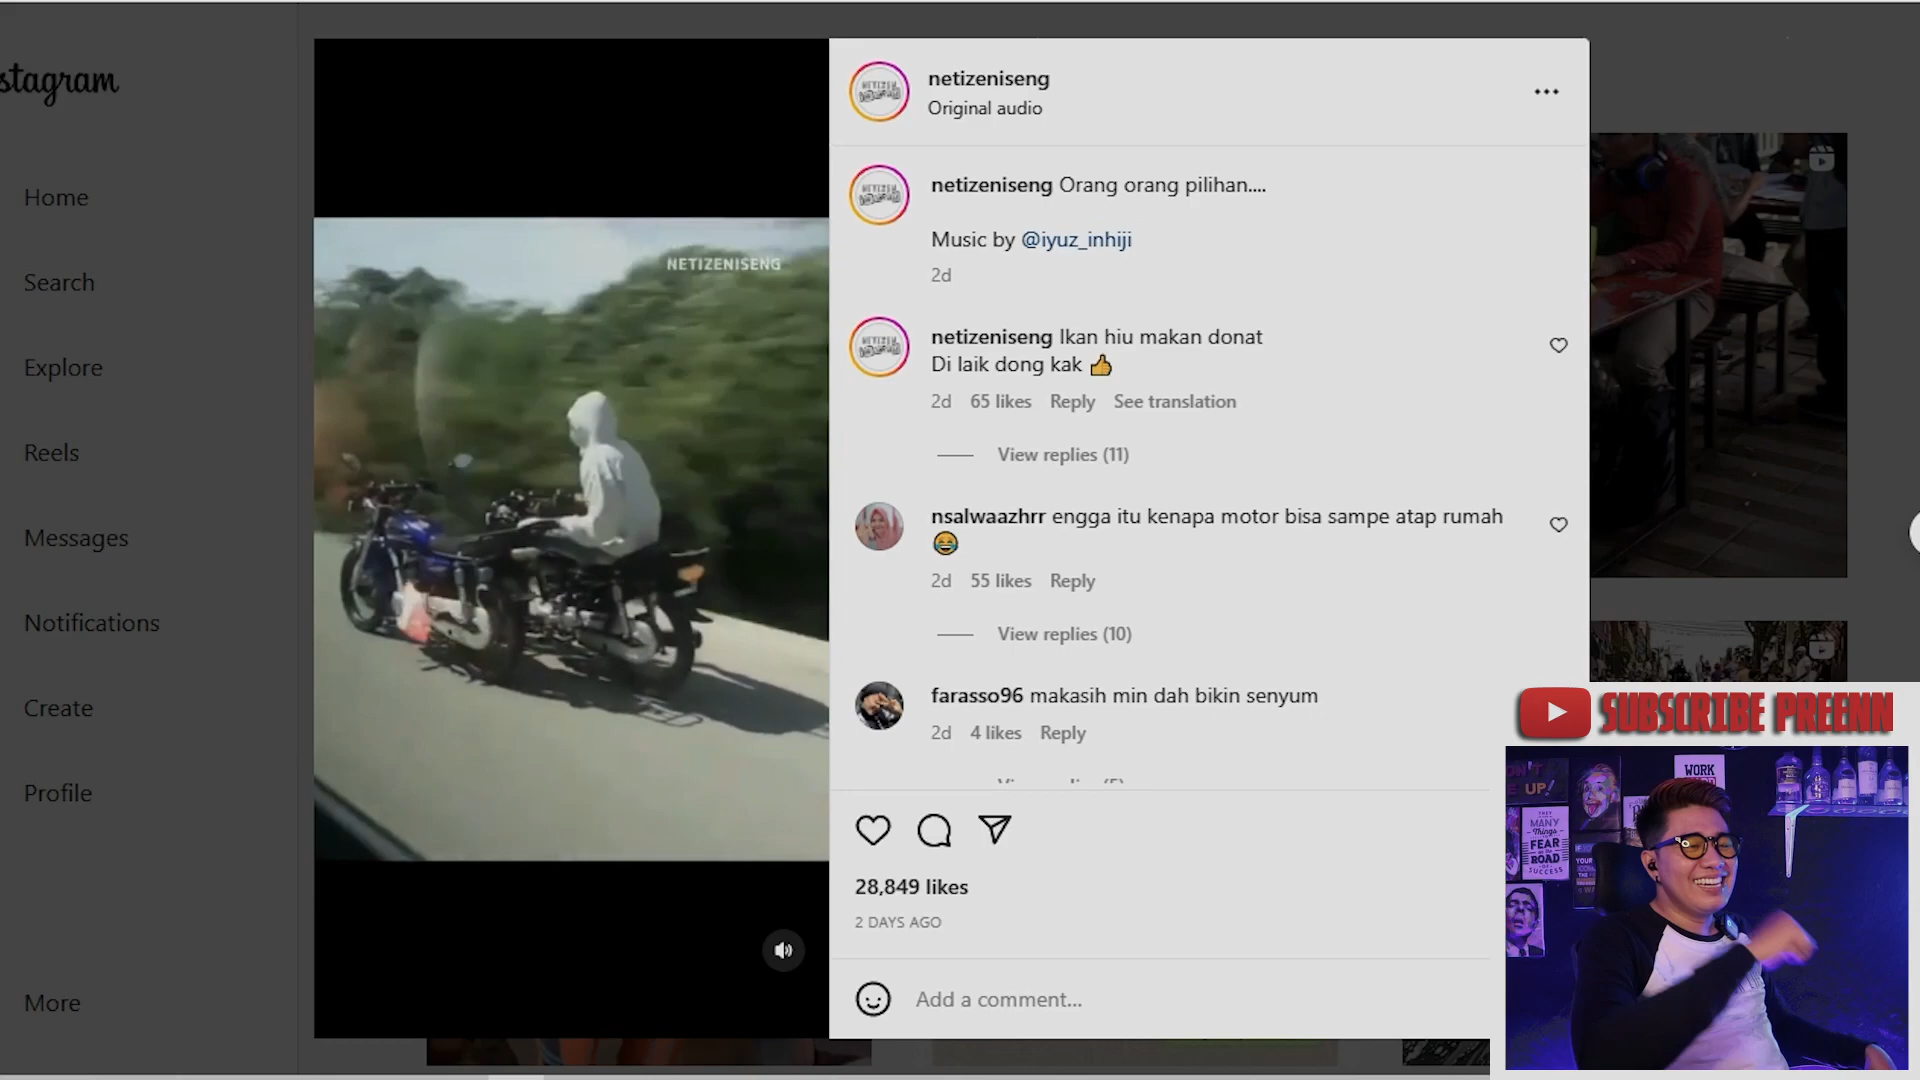 stagram
Home
Search
Explore
Reels
Messages
Notifications
Create
Profile
More
NETIZENISENG
netizeniseng
Original audio
netizeniseng Orang orang pilihan....
Music by @iyuz_inhiji
2d
netizeniseng Ikan hiu makan donat
Di laik dong kak 👍
2d 65 likes Reply See translation
View replies (11)
nsalwaazhrr engga itu kenapa motor bisa sampe atap rumah
😂
2d 55 likes Reply
View replies (10)
farasso96 makasih min dah bikin senyum
2d 4 likes Reply
28,849 likes
2 DAYS AGO
Add a comment...
SUBSCRIBE PREENN
WORK
UP!
MANY
Things
FEAR
ROAD
SUCCESS
YOUR